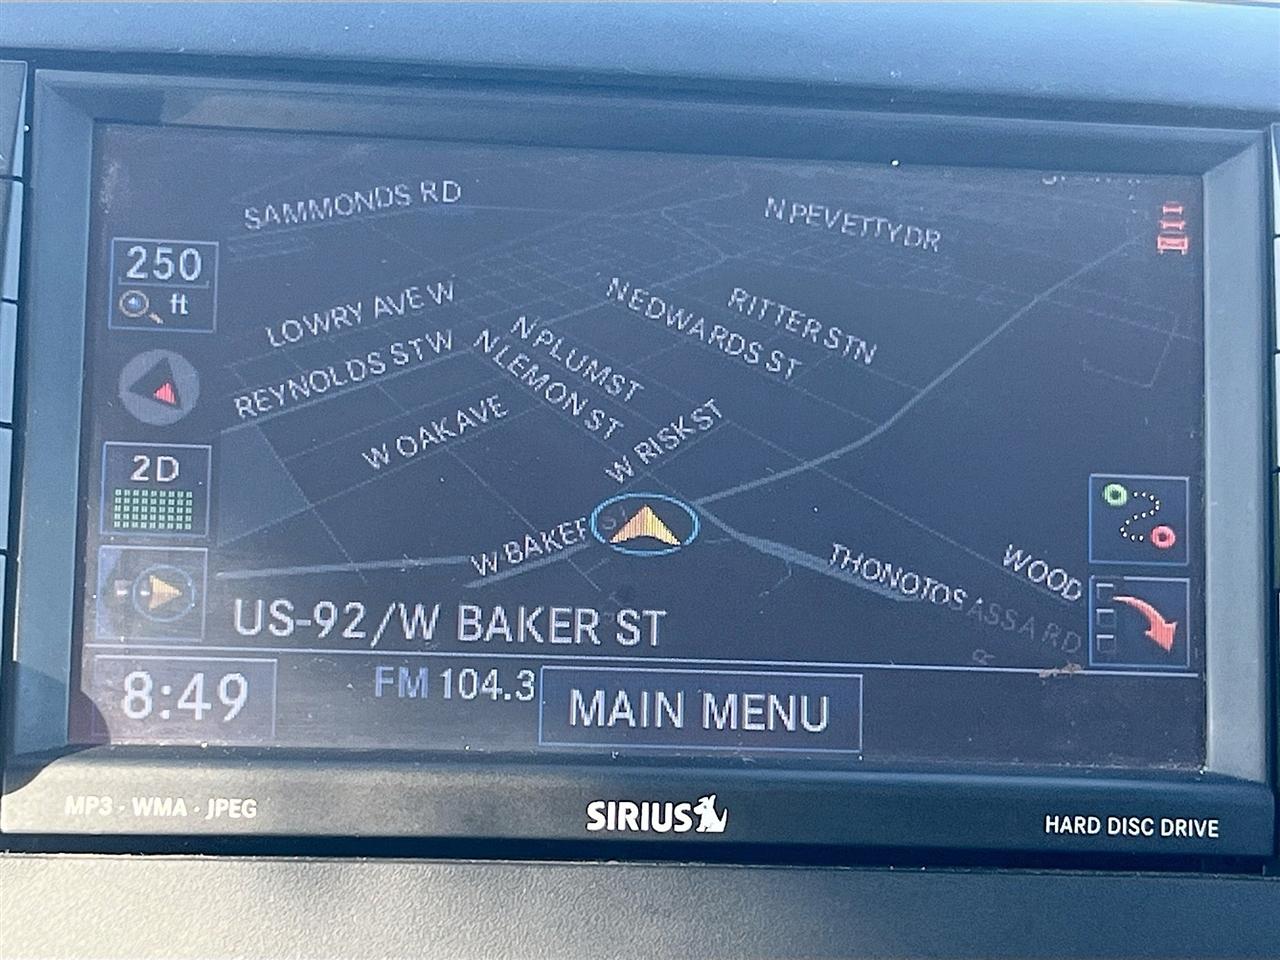 SAMMONDS RD
N PEVETTY DR
250
ft
LOWRY AVE W
N EDWARDS ST
RITTER ST N
REYNOLDS ST W
N PLUM ST
N LEMON ST
W OAK AVE
W RISK ST
2D
W BAKER ST
THONOTOSASSA RD
WOOD
US-92/W BAKER ST
8:49
FM 104.3
MAIN MENU
MP3 · WMA · JPEG
SIRIUS
HARD DISC DRIVE